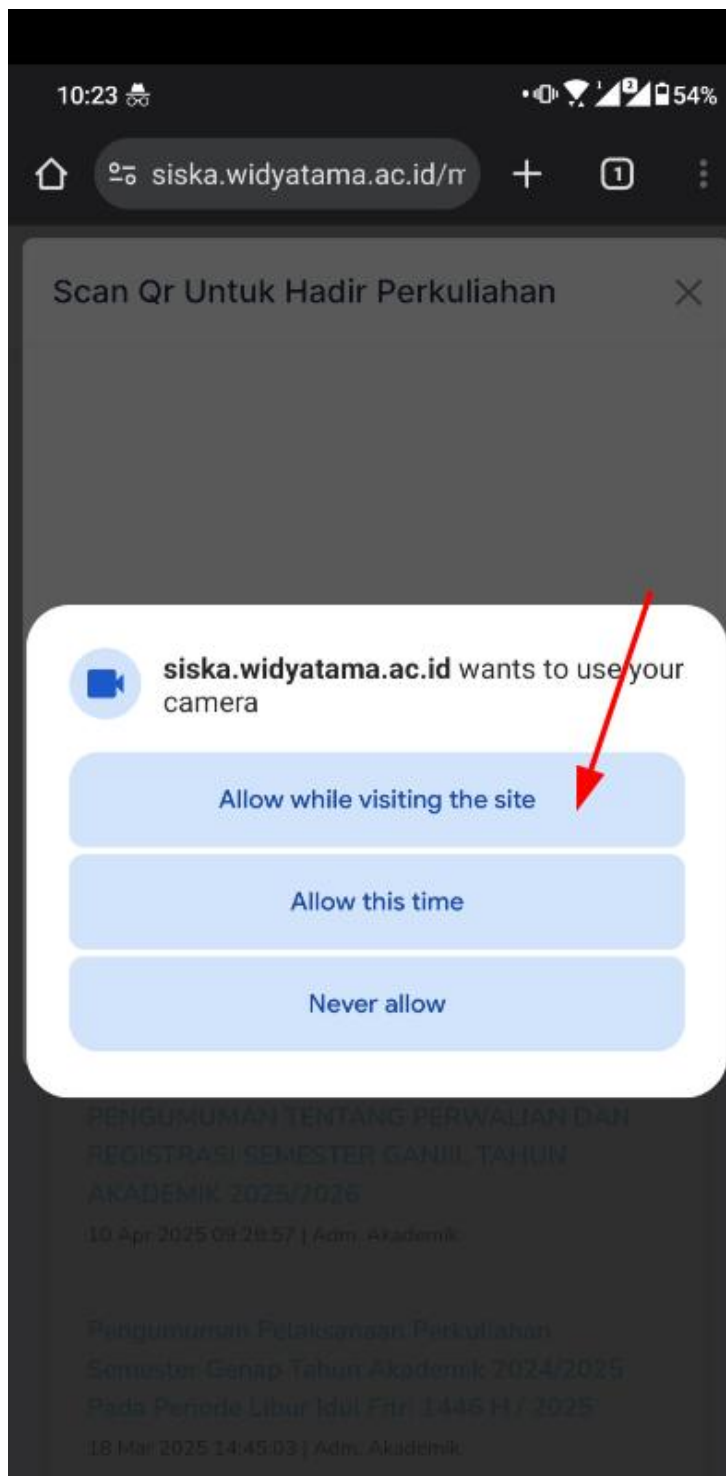 10:23
1
2
54%
siska.widyatama.ac.id/m
1
Scan Qr Untuk Hadir Perkuliahan
siska.widyatama.ac.id wants to use your
camera
Allow while visiting the site
Allow this time
Never allow
PENGUMUMAN TENTANG PERWALIAN DAN
REGISTRASI SEMESTER GANJIL TAHUN
AKADEMIK 2025/2026
10 Apr 2025 09:28:57 | Adm. Akademik
Pengumuman Pelaksanaan Perkuliahan
Semester Genap Tahun Akademik 2024/2025
Pada Periode Libur Idul Fitri 1446 H / 2025
18 Mar 2025 14:45:03 | Adm. Akademik